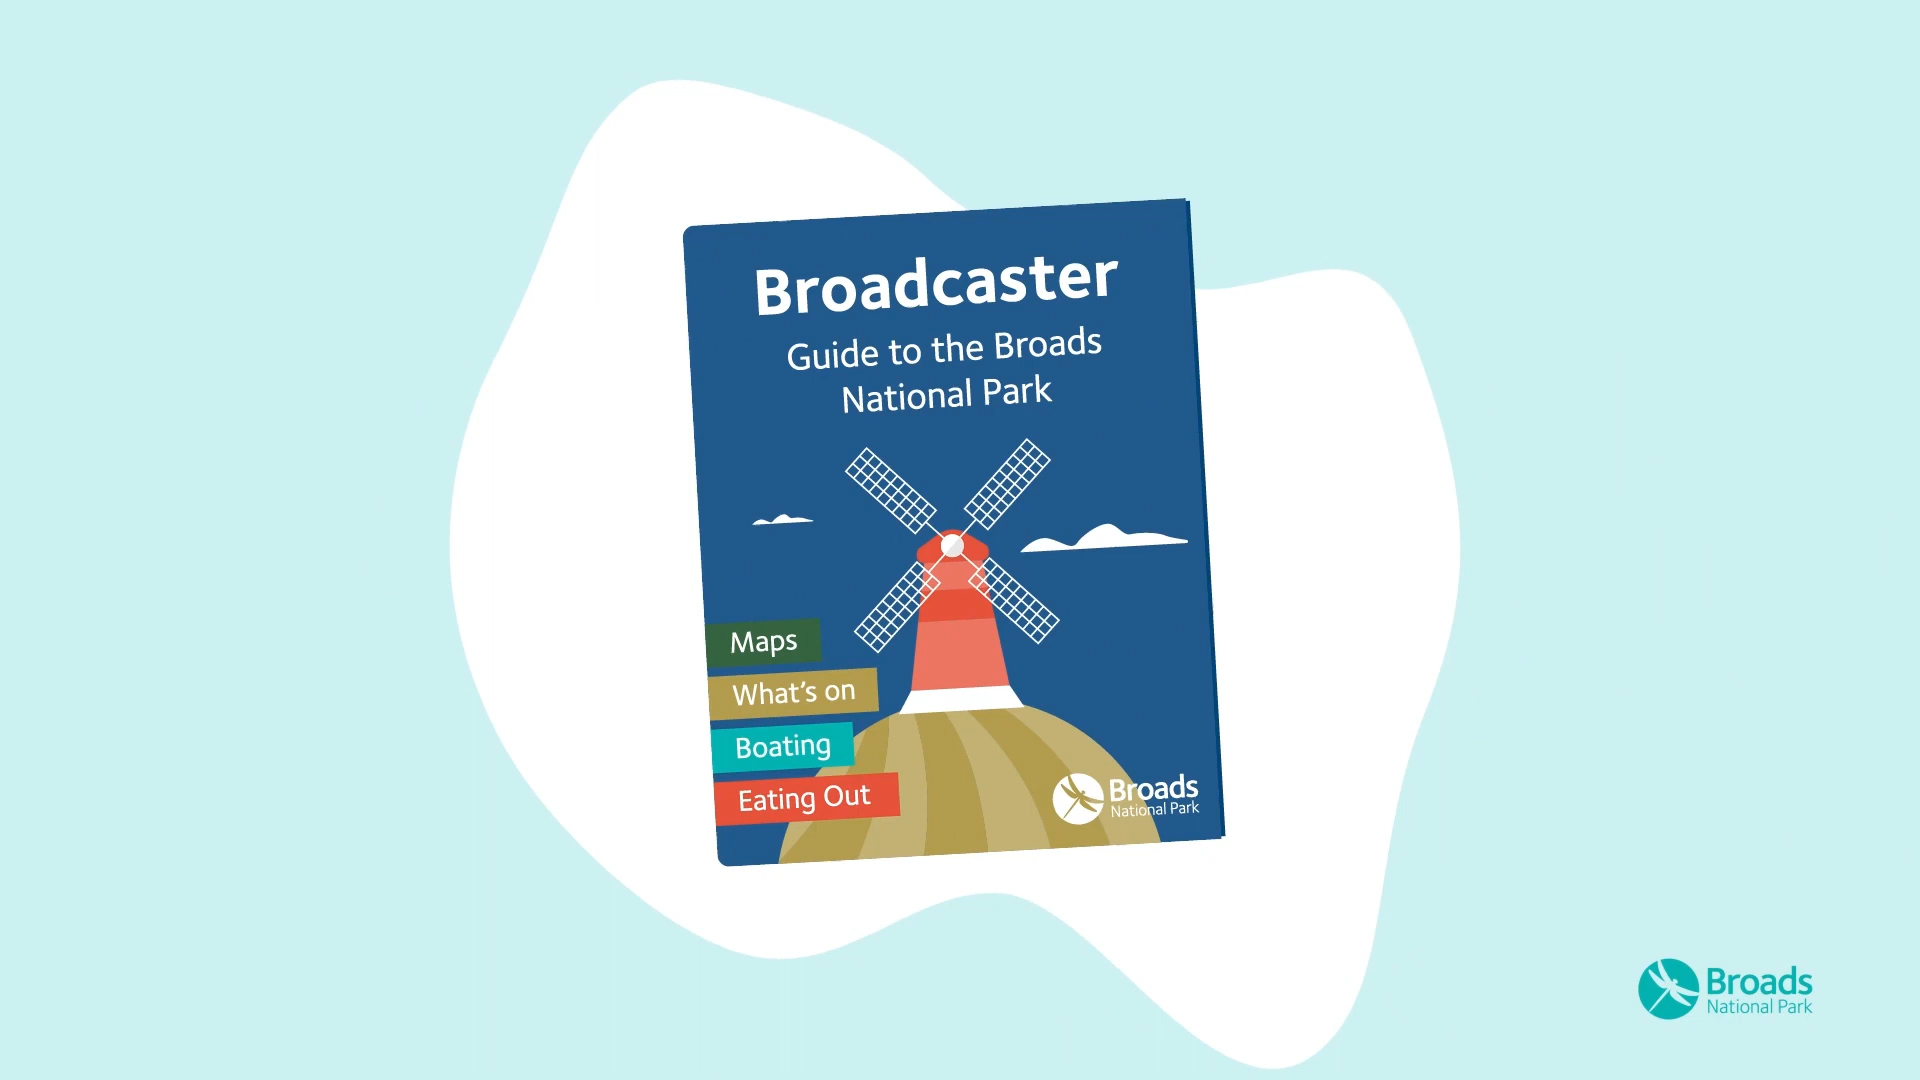 Broadcaster
Guide to the Broads
National Park
Maps
What's on
Boating
Eating Out
Broads
National Park
Broads
National Park